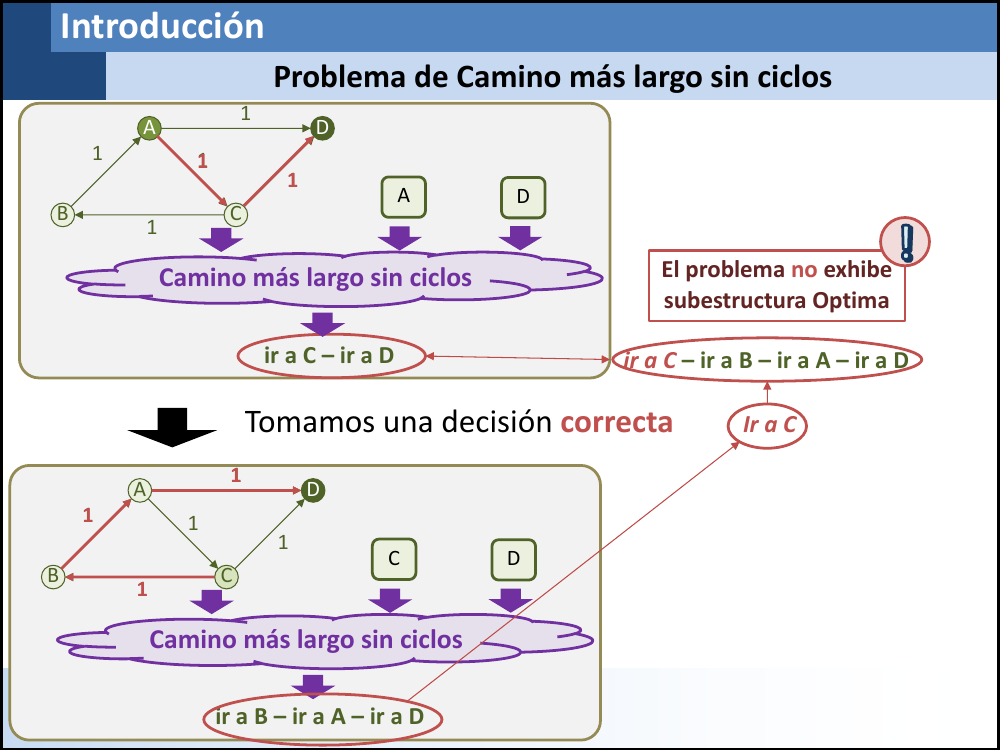 Introducción
Problema de Camino más largo sin ciclos
1
A
D
1
1
1
B
C
1
A
D
Camino más largo sin ciclos
ir a C – ir a D
!
El problema no exhibe
subestructura Optima
ir a C – ir a B – ir a A – ir a D
Tomamos una decisión correcta
Ir a C
1
A
D
1
1
1
B
C
1
C
D
Camino más largo sin ciclos
ir a B – ir a A – ir a D